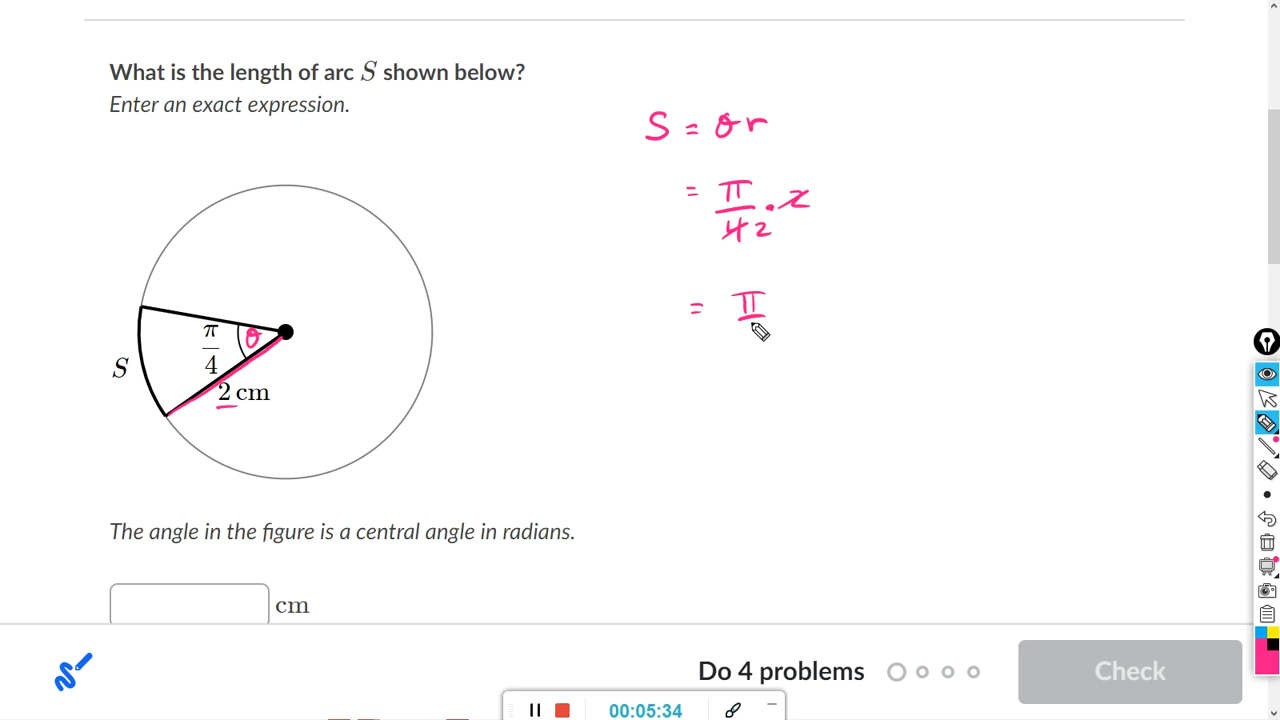 What is the length of arc S shown below?
Enter an exact expression.
S = θr
= π/4 2 · 2
= π
π/4
θ
S
2 cm
The angle in the figure is a central angle in radians.
cm
Do 4 problems
Check
00:05:34